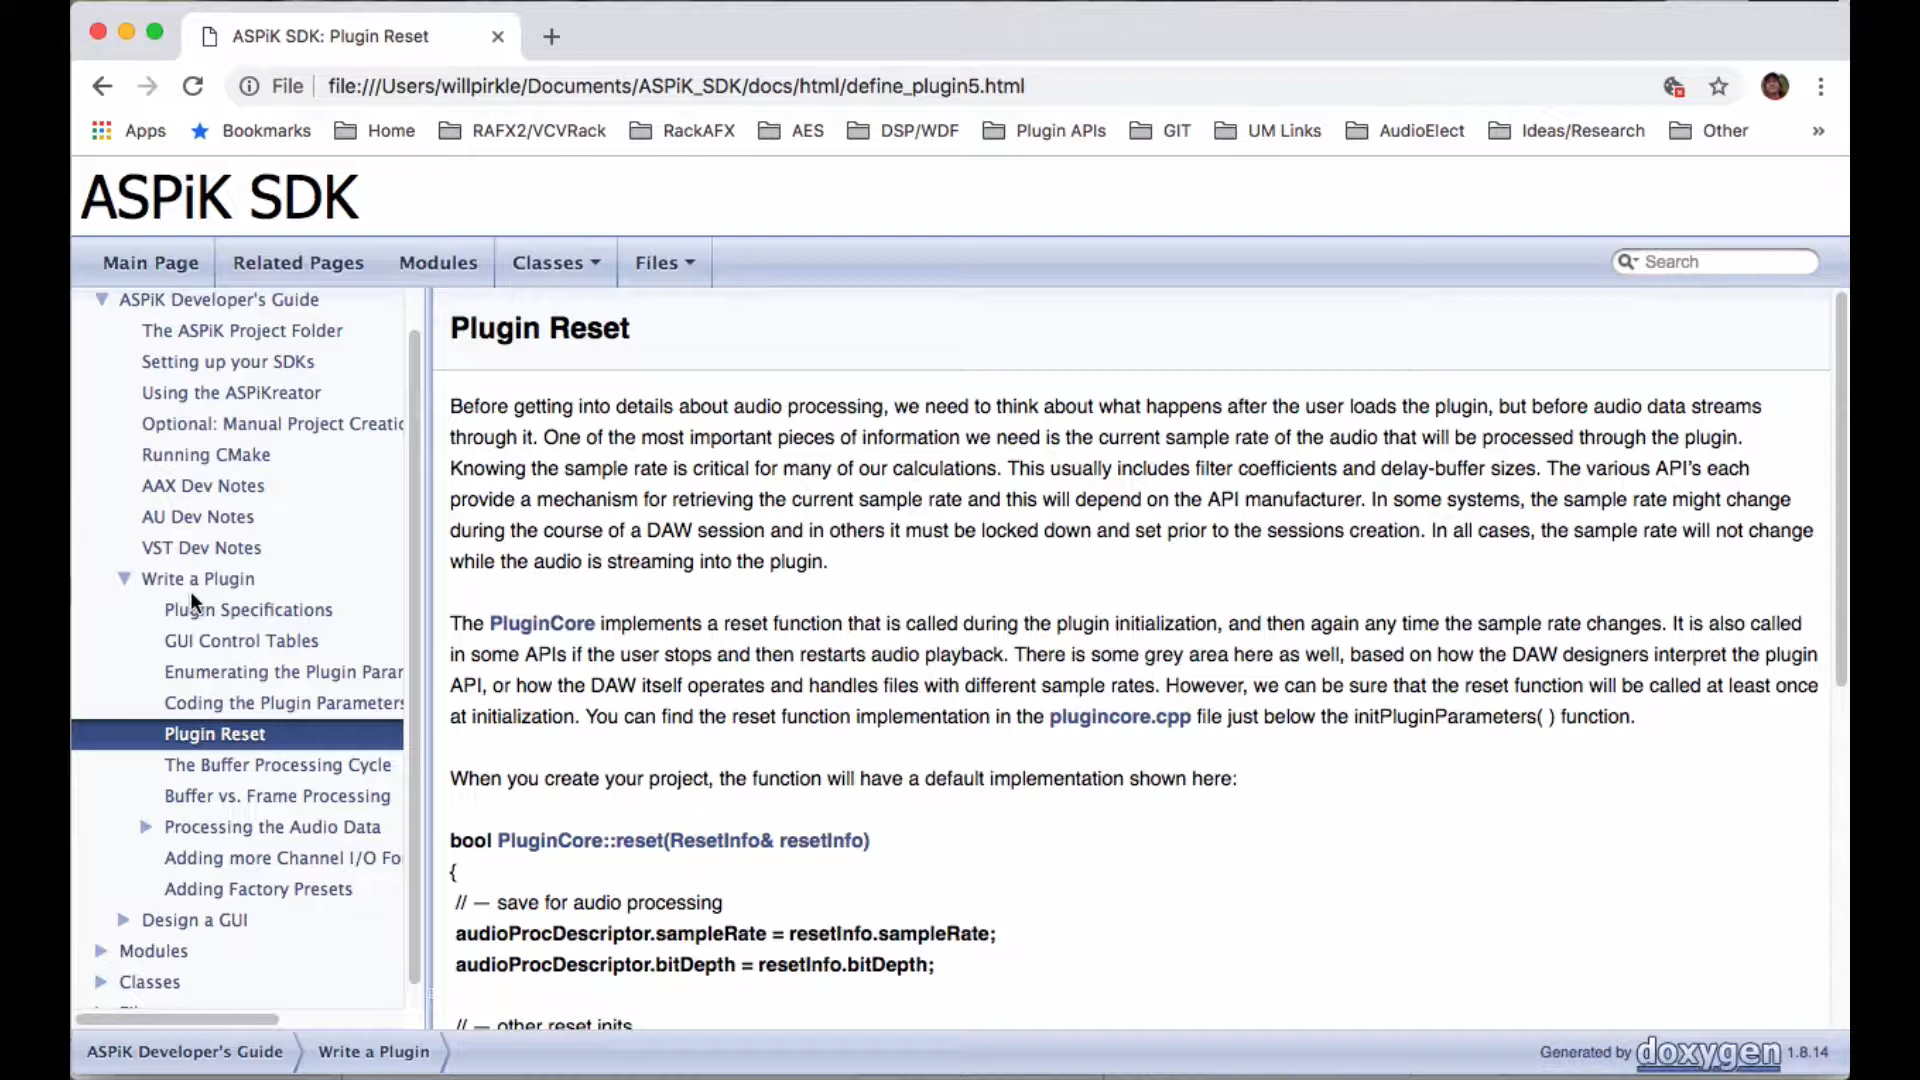 ASPiK SDK: Plugin Reset
File
file:///Users/willpirkle/Documents/ASPiK_SDK/docs/html/define_plugin5.html
Apps Bookmarks Home RAFX2/VCVRack RackAFX AES DSP/WDF Plugin APIs GIT UM Links AudioElect Ideas/Research Other »
ASPiK SDK
Main Page Related Pages Modules Classes Files Search
ASPiK Developer's Guide
The ASPiK Project Folder
Setting up your SDKs
Using the ASPiKreator
Optional: Manual Project Creatic
Running CMake
AAX Dev Notes
AU Dev Notes
VST Dev Notes
Write a Plugin
Plugin Specifications
GUI Control Tables
Enumerating the Plugin Parar
Coding the Plugin Parameters
Plugin Reset
The Buffer Processing Cycle
Buffer vs. Frame Processing
Processing the Audio Data
Adding more Channel I/O Fo
Adding Factory Presets
Design a GUI
Modules
Classes
Plugin Reset
Before getting into details about audio processing, we need to think about what happens after the user loads the plugin, but before audio data streams
through it. One of the most important pieces of information we need is the current sample rate of the audio that will be processed through the plugin.
Knowing the sample rate is critical for many of our calculations. This usually includes filter coefficients and delay-buffer sizes. The various API's each
provide a mechanism for retrieving the current sample rate and this will depend on the API manufacturer. In some systems, the sample rate might change
during the course of a DAW session and in others it must be locked down and set prior to the sessions creation. In all cases, the sample rate will not change
while the audio is streaming into the plugin.
The PluginCore implements a reset function that is called during the plugin initialization, and then again any time the sample rate changes. It is also called
in some APIs if the user stops and then restarts audio playback. There is some grey area here as well, based on how the DAW designers interpret the plugin
API, or how the DAW itself operates and handles files with different sample rates. However, we can be sure that the reset function will be called at least once
at initialization. You can find the reset function implementation in the plugincore.cpp file just below the initPluginParameters( ) function.
When you create your project, the function will have a default implementation shown here:
bool PluginCore::reset(ResetInfo& resetInfo)
{
// — save for audio processing
audioProcDescriptor.sampleRate = resetInfo.sampleRate;
audioProcDescriptor.bitDepth = resetInfo.bitDepth;
// — other reset inits
ASPiK Developer's Guide Write a Plugin
Generated by doxygen 1.8.14